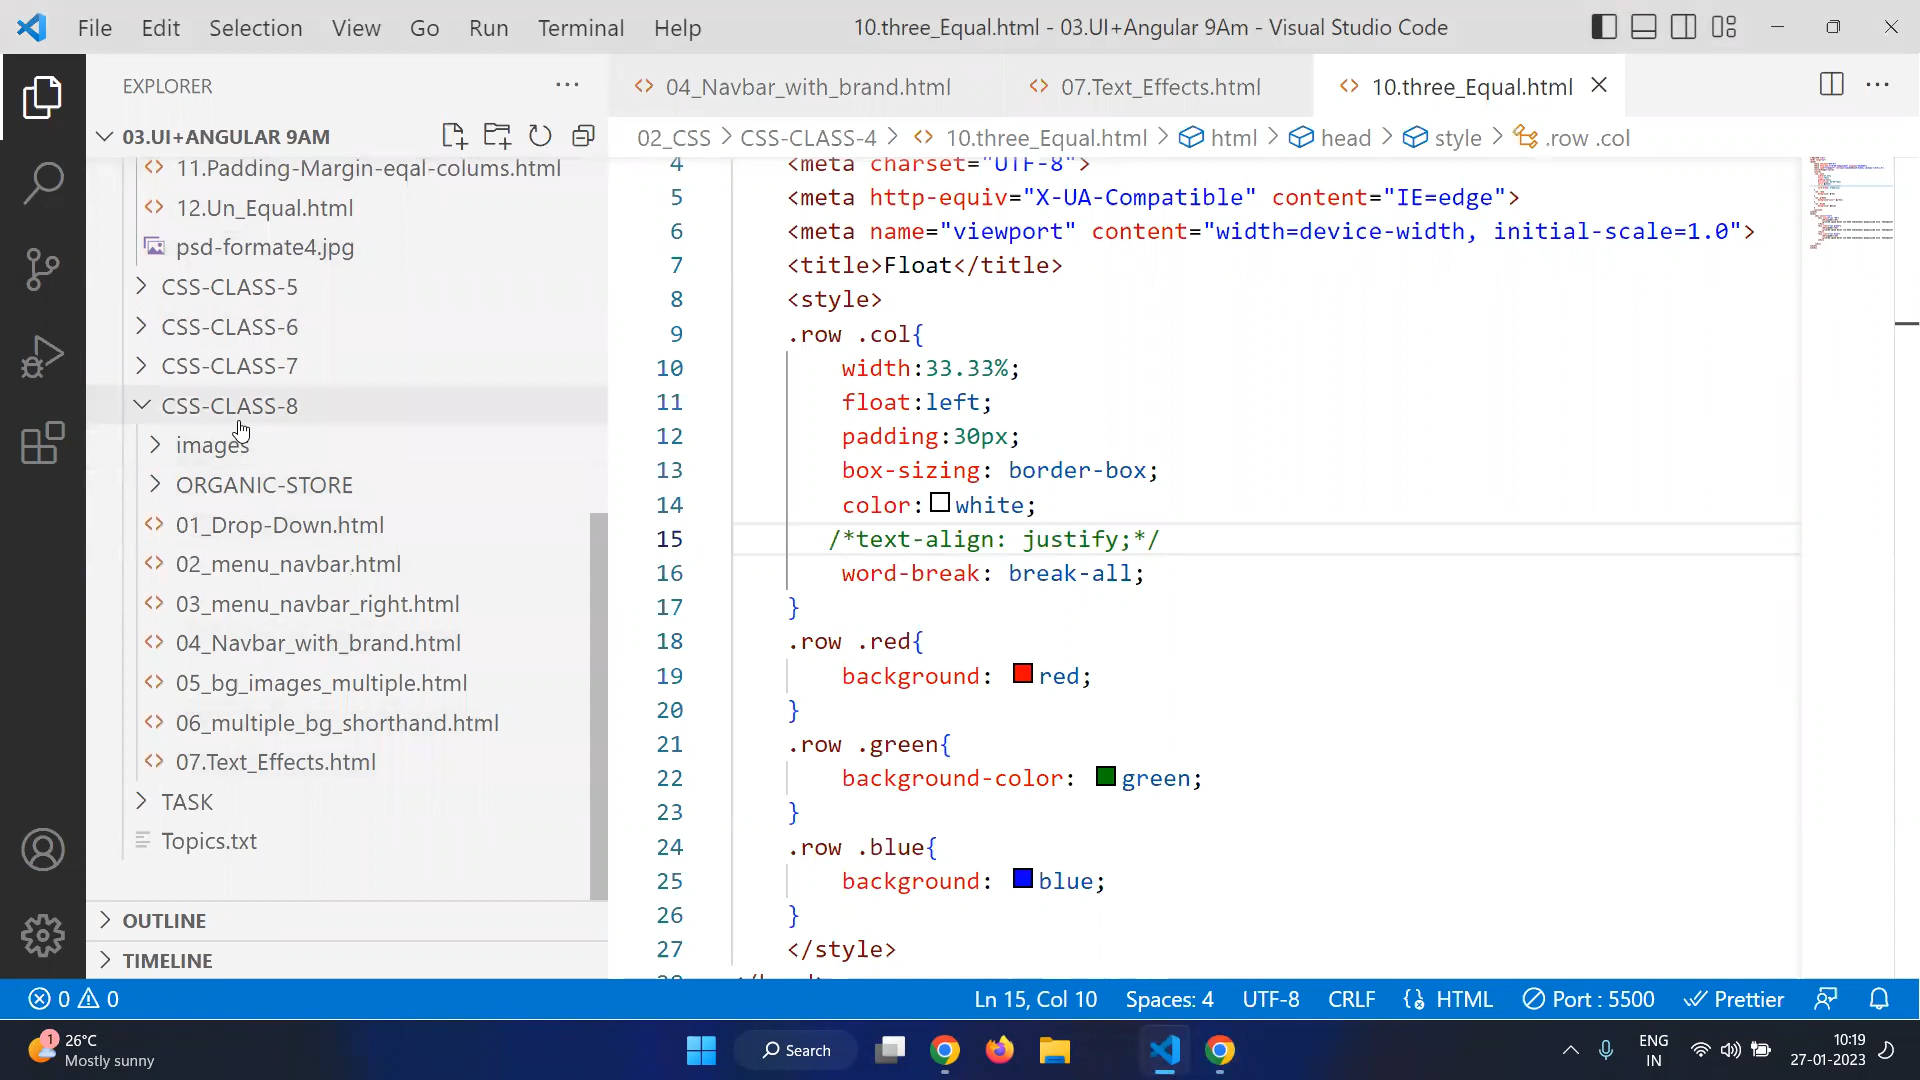 File Edit Selection View Go Run Terminal Help
10.three_Equal.html - 03.UI+Angular 9Am - Visual Studio Code
EXPLORER
04_Navbar_with_brand.html
07.Text_Effects.html
10.three_Equal.html
03.UI+ANGULAR 9AM
02_CSS > CSS-CLASS-4 > 10.three_Equal.html > html > head > style > .row .col
11.Padding-Margin-eqal-colums.html
12.Un_Equal.html
psd-formate4.jpg
CSS-CLASS-5
CSS-CLASS-6
CSS-CLASS-7
CSS-CLASS-8
images
ORGANIC-STORE
01_Drop-Down.html
02_menu_navbar.html
03_menu_navbar_right.html
04_Navbar_with_brand.html
05_bg_images_multiple.html
06_multiple_bg_shorthand.html
07.Text_Effects.html
TASK
Topics.txt
OUTLINE
TIMELINE
4 <meta charset="UTF-8">
5 <meta http-equiv="X-UA-Compatible" content="IE=edge">
6 <meta name="viewport" content="width=device-width, initial-scale=1.0">
7 <title>Float</title>
8 <style>
9 .row .col{
10 width:33.33%;
11 float:left;
12 padding:30px;
13 box-sizing: border-box;
14 color:white;
15 /*text-align: justify;*/
16 word-break: break-all;
17 }
18 .row .red{
19 background: red;
20 }
21 .row .green{
22 background-color: green;
23 }
24 .row .blue{
25 background: blue;
26 }
27 </style>
0 0
Ln 15, Col 10 Spaces: 4 UTF-8 CRLF HTML Port : 5500 Prettier
1
26°C
Mostly sunny
Search
ENG
IN
10:19
27-01-2023